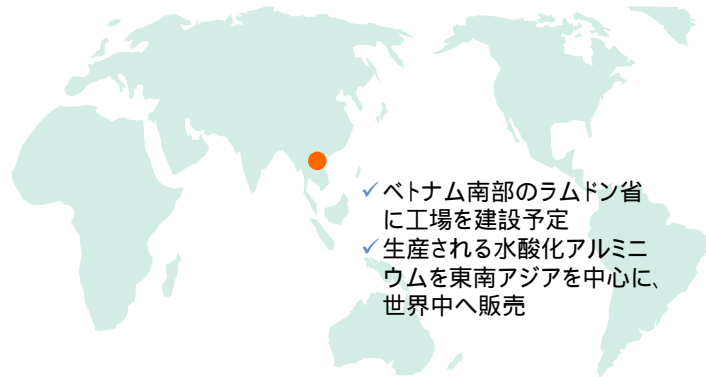 ✓ベトナム南部のラムドン省
に工場を建設予定
✓生産される水酸化アルミニ
ウムを東南アジアを中心に、
世界中へ販売